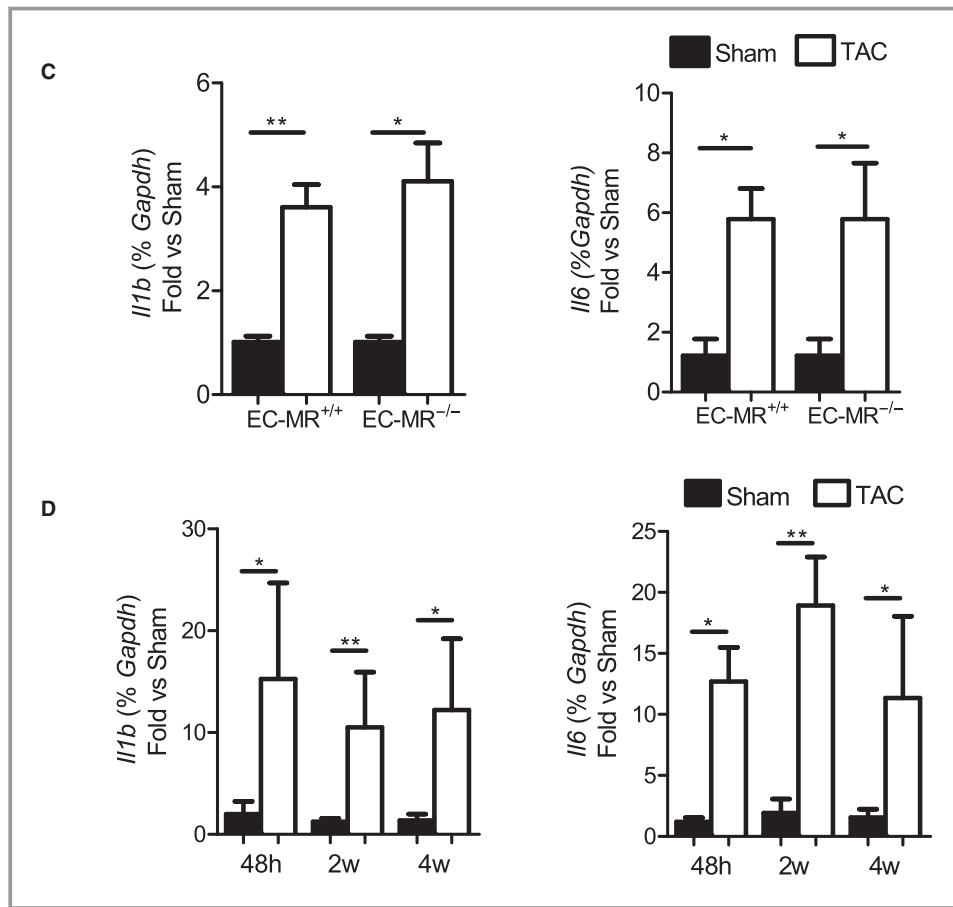 C
Sham TAC
Il1b (% Gapdh)
Fold vs Sham
6
4
2
0
** *
EC-MR+/+ EC-MR−/−
Il6 (%Gapdh)
Fold vs Sham
10
8
6
4
2
0
* *
EC-MR+/+ EC-MR−/−
D
Sham TAC
Il1b (% Gapdh)
Fold vs Sham
30
20
10
0
* ** *
48h 2w 4w
Il6 (% Gapdh)
Fold vs Sham
25
20
15
10
5
0
* ** *
48h 2w 4w